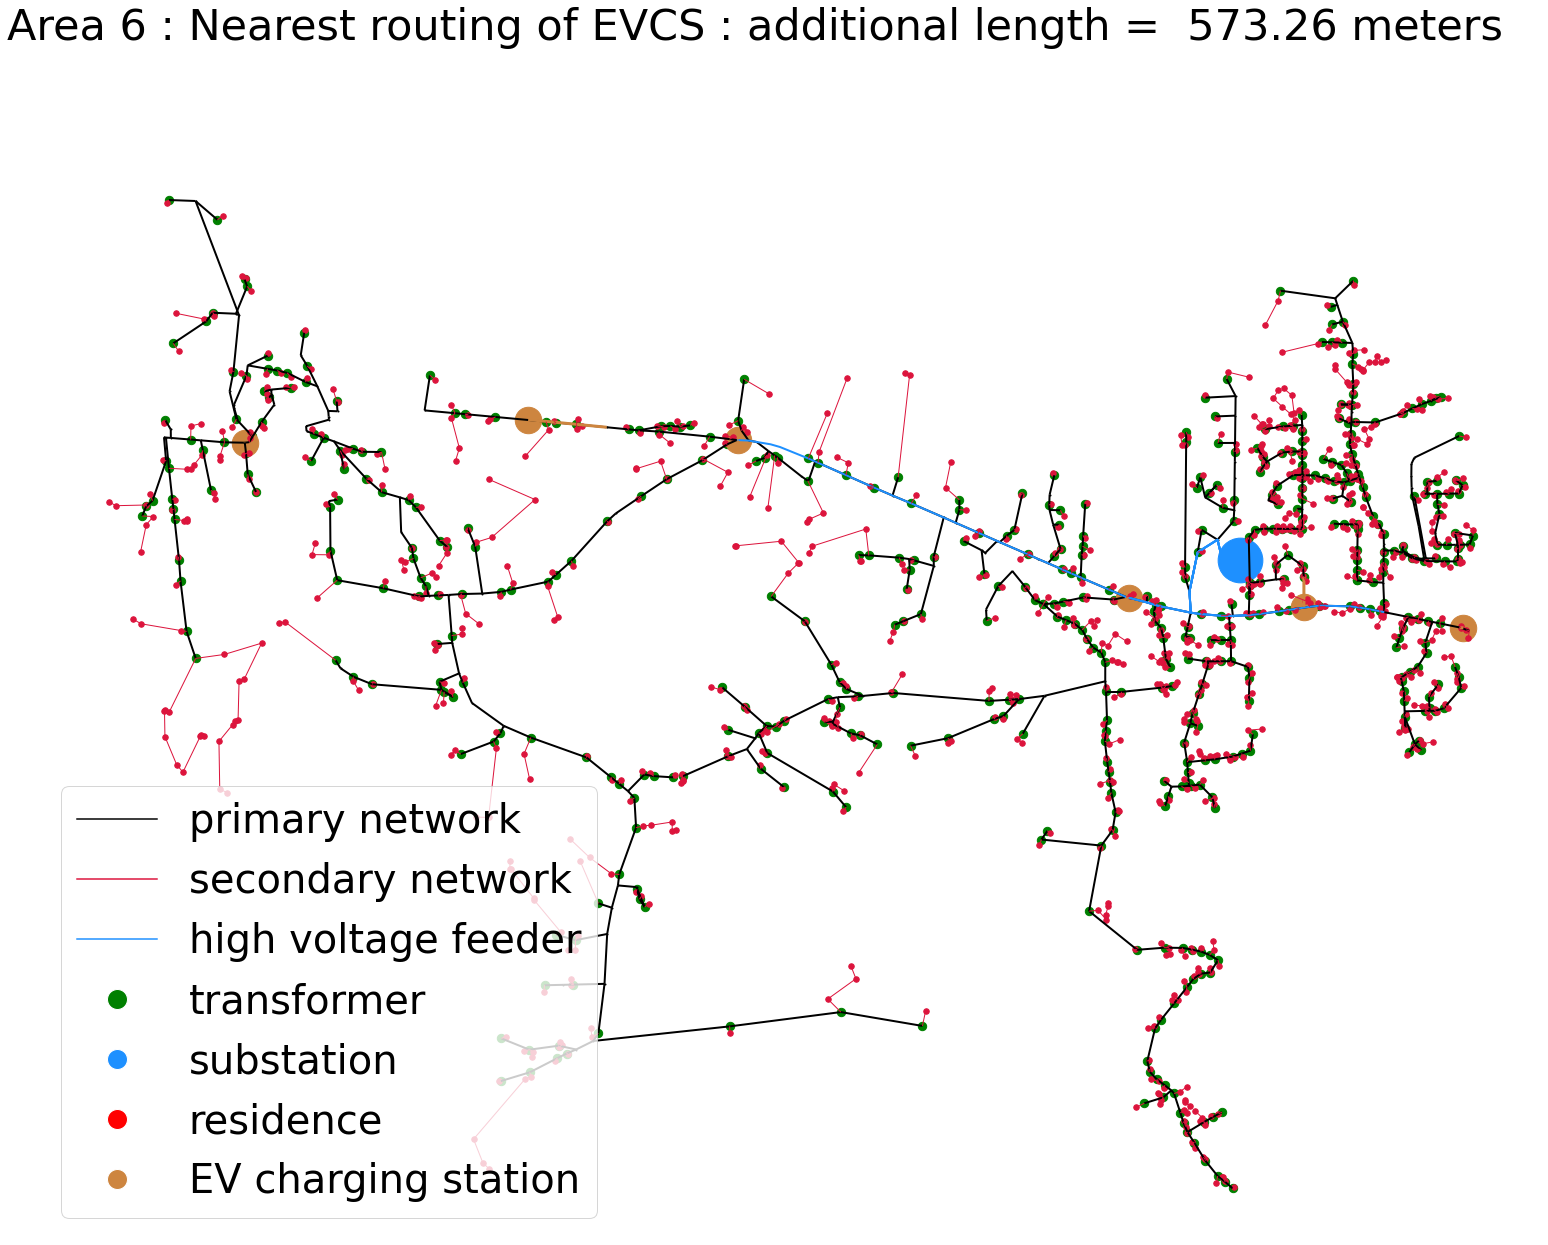 Area 6 : Nearest routing of EVCS : additional length =  573.26 meters
primary network
secondary network
high voltage feeder
transformer
substation
residence
EV charging station